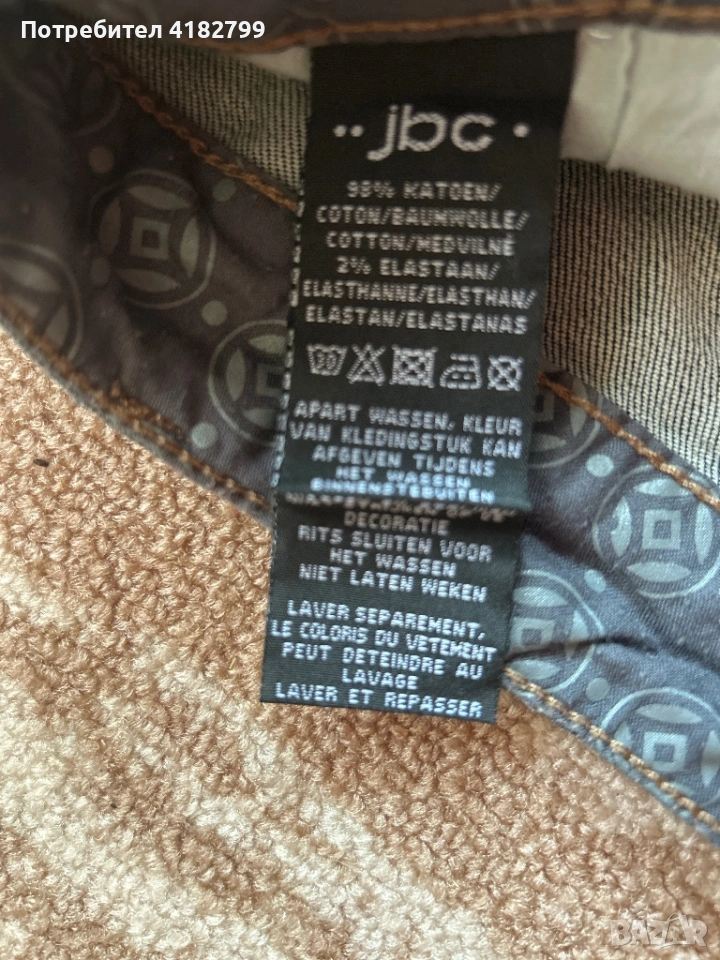 Потребител 4182799
jbc
98% KATOEN/
COTON/BAUMWOLLE/
COTTON/MEDVILNĖ
2% ELASTAAN/
ELASTHANNE/ELASTHAN/
ELASTAN/ELASTANAS
APART WASSEN, KLEUR
VAN KLEDINGSTUK KAN
AFGEVEN TIJDENS
HET WASSEN
BINNENSTEBUITEN
DECORATIE
RITS SLUITEN VOOR
HET WASSEN
NIET LATEN WEKEN
LAVER SEPAREMENT,
LE COLORIS DU VETEMENT
PEUT DETEINDRE AU
LAVAGE
LAVER ET REPASSER
BAZAR